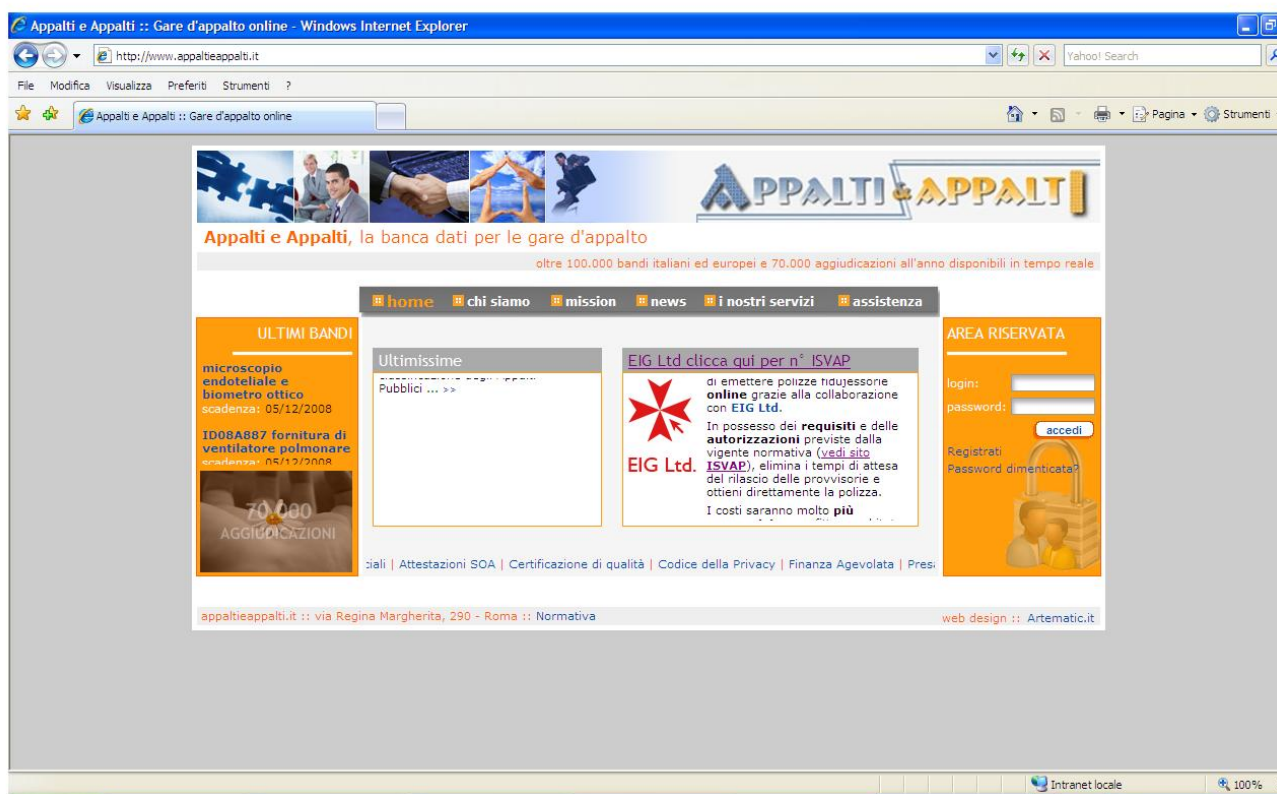 Appalti e Appalti :: Gare d'appalto online - Windows Internet Explorer
http://www.appaltieappalti.it
Yahoo! Search
File Modifica Visualizza Preferiti Strumenti ?
Appalti e Appalti :: Gare d'appalto online
Pagina
Strumenti
APPALTI & APPALTI
Appalti e Appalti, la banca dati per le gare d'appalto
oltre 100.000 bandi italiani ed europei e 70.000 aggiudicazioni all'anno disponibili in tempo reale
home chi siamo mission news i nostri servizi assistenza
ULTIMI BANDI
microscopio
endoteliale e
biometro ottico
scadenza: 05/12/2008
ID08A887 fornitura di
ventilatore polmonare
scadenza: 05/12/2008
70.000
AGGIUDICAZIONI
Ultimissime
Pubblici ... >>
EIG Ltd clicca qui per n° ISVAP
EIG Ltd.
di emettere polizze fidujessorie
online grazie alla collaborazione
con EIG Ltd.
In possesso dei requisiti e delle
autorizzazioni previste dalla
vigente normativa (vedi sito
ISVAP), elimina i tempi di attesa
del rilascio delle provvisorie e
ottieni direttamente la polizza.
I costi saranno molto più
AREA RISERVATA
login:
password:
accedi
Registrati
Password dimenticata?
ciali | Attestazioni SOA | Certificazione di qualità | Codice della Privacy | Finanza Agevolata | Pres
appaltieappalti.it :: via Regina Margherita, 290 - Roma :: Normativa
web design :: Artematic.it
Intranet locale
100%